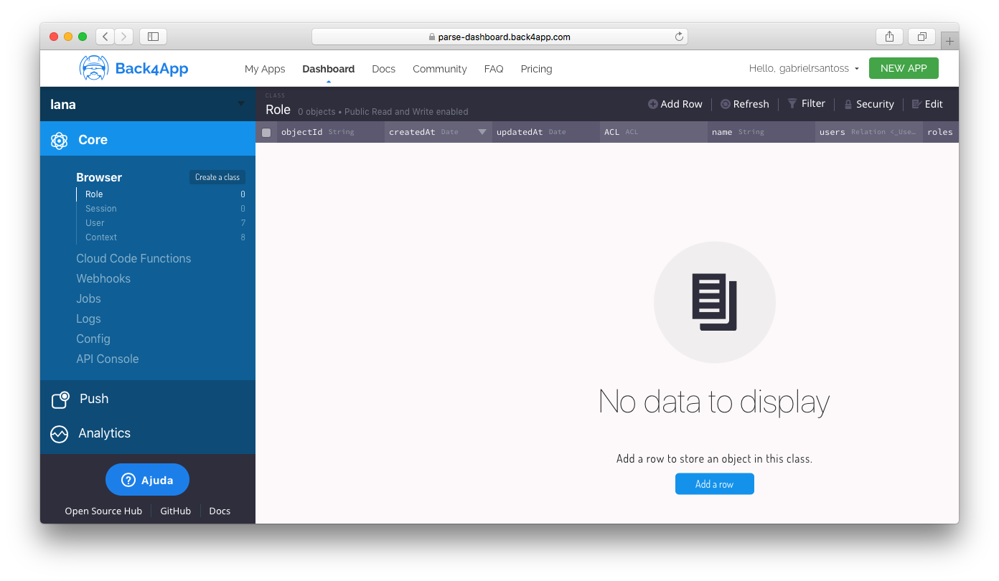 parse-dashboard.back4app.com
Back4App
My Apps Dashboard Docs Community FAQ Pricing
Hello, gabrielrsantoss
NEW APP
lana
CLASS
Role 0 objects • Public Read and Write enabled
Add Row Refresh Filter Security Edit
objectId String createdAt Date updatedAt Date ACL ACL name String users Relation <_Use… roles
Core
Browser Create a class
Role 0
Session 0
User 7
Context 8
Cloud Code Functions
Webhooks
Jobs
Logs
Config
API Console
Push
Analytics
? Ajuda
Open Source Hub GitHub Docs
No data to display
Add a row to store an object in this class.
Add a row